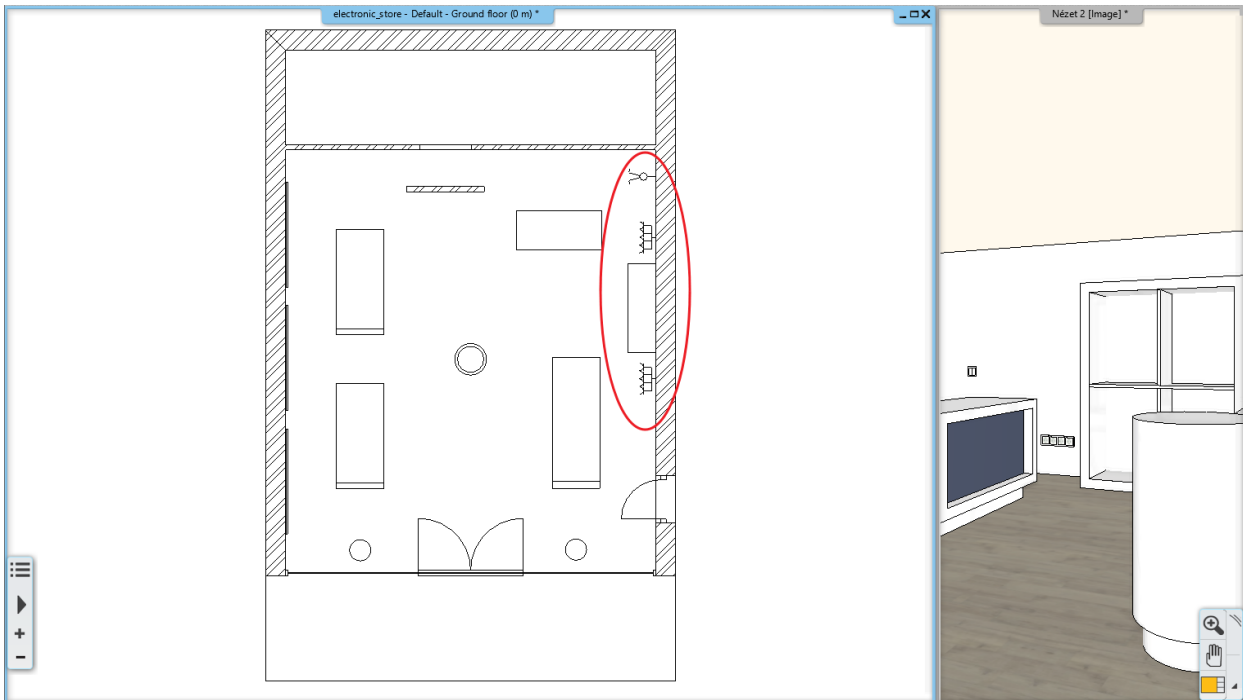 electronic_store - Default - Ground floor (0 m) *
Nézet 2 [Image] *